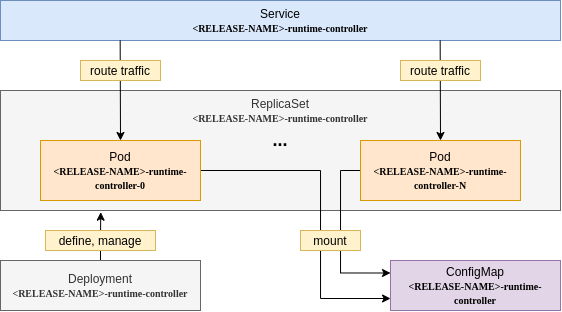 Service
<RELEASE-NAME>-runtime-controller
route traffic
route traffic
ReplicaSet
<RELEASE-NAME>-runtime-controller
...
Pod
<RELEASE-NAME>-runtime-
controller-0
Pod
<RELEASE-NAME>-runtime-
controller-N
define, manage
mount
Deployment
<RELEASE-NAME>-runtime-controller
ConfigMap
<RELEASE-NAME>-runtime-
controller